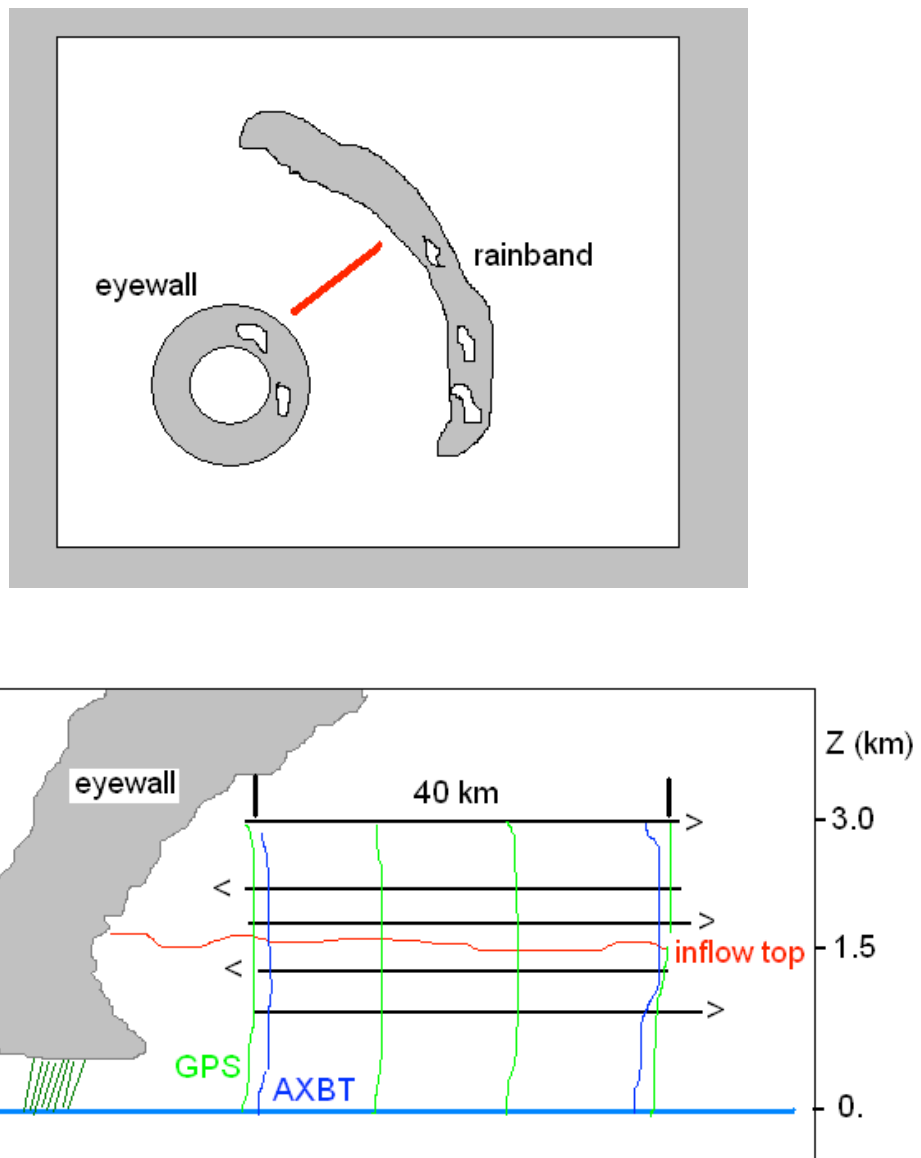 rainband
eyewall
Z (km)
eyewall
40 km
3.0
>
<
>
1.5
inflow top
<
>
GPS
AXBT
0.